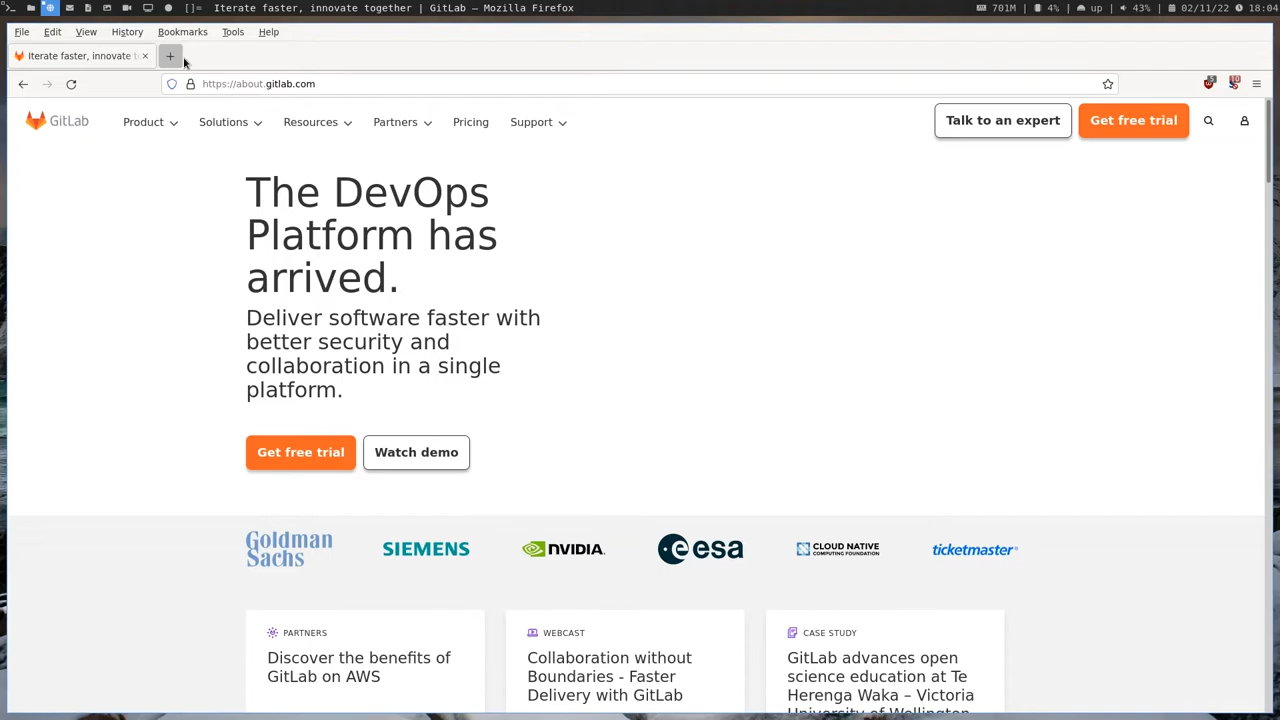 []= Iterate faster, innovate together | GitLab — Mozilla Firefox 701M | 4% | up | 43% | 02/11/22 | 18:04
File Edit View History Bookmarks Tools Help
Iterate faster, innovate t
https://about.gitlab.com
GitLab Product Solutions Resources Partners Pricing Support Talk to an expert Get free trial
The DevOps
Platform has
arrived.
Deliver software faster with
better security and
collaboration in a single
platform.
Get free trial Watch demo
Goldman
Sachs
SIEMENS
NVIDIA.
esa
CLOUD NATIVE
COMPUTING FOUNDATION
ticketmaster
PARTNERS
Discover the benefits of
GitLab on AWS
WEBCAST
Collaboration without
Boundaries - Faster
Delivery with GitLab
CASE STUDY
GitLab advances open
science education at Te
Herenga Waka – Victoria
University of Wellington